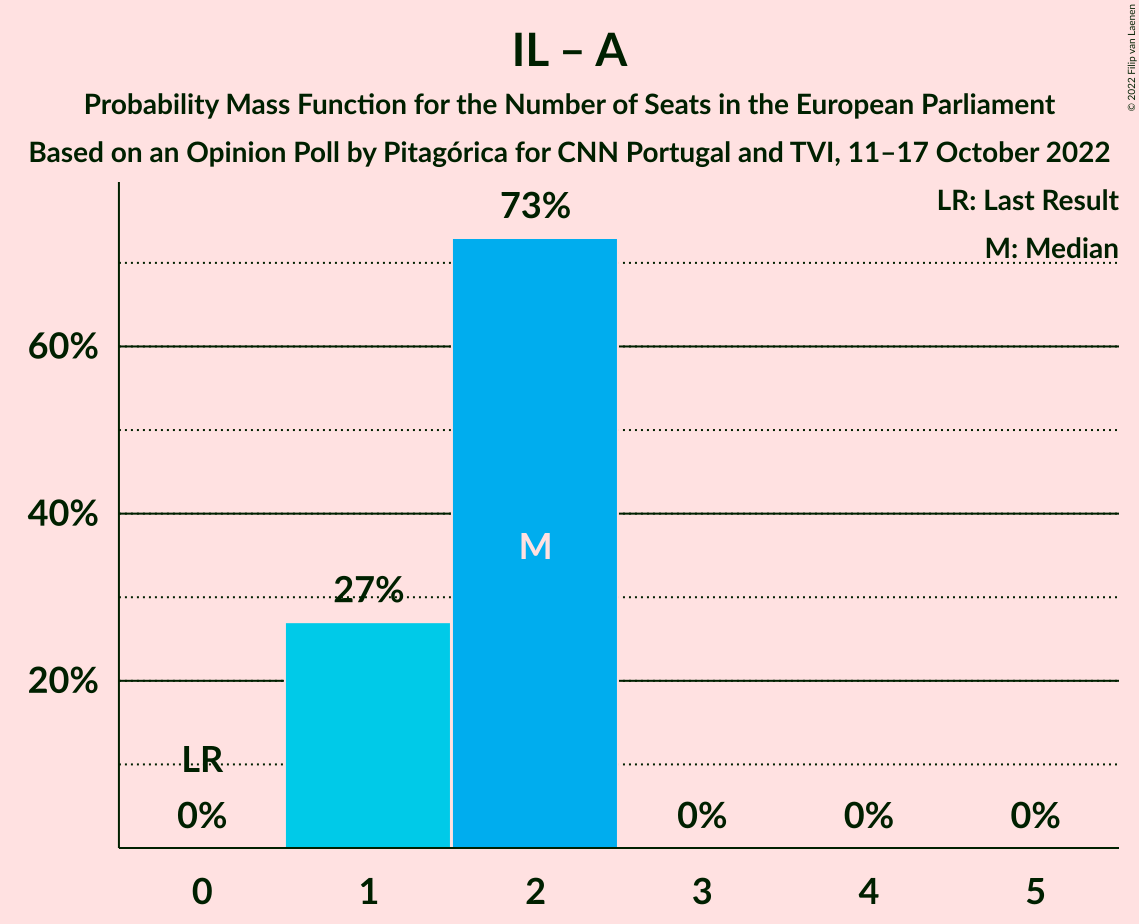 IL – A
Probability Mass Function for the Number of Seats in the European Parliament
Based on an Opinion Poll by Pitagórica for CNN Portugal and TVI, 11–17 October 2022
© 2022 Filip van Laenen
LR: Last Result
M: Median
73%
60%
40%
M
27%
20%
LR
0%
0%
0%
0%
0
1
2
3
4
5